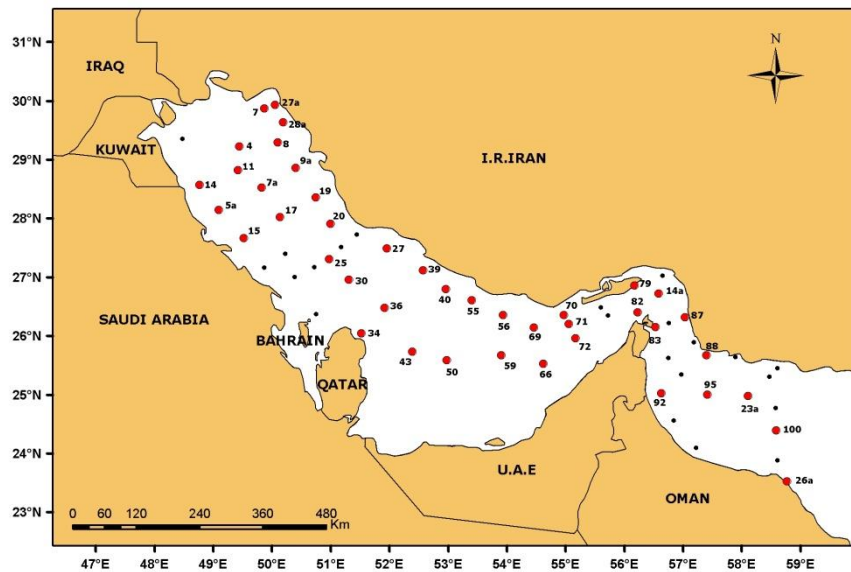 31°N
IRAQ
N
30°N
7
27a
28a
KUWAIT
4
8
I.R.IRAN
29°N
11
9a
14
7a
19
5a
17
20
28°N
15
27
25
39
27°N
30
40
55
70
79
14a
SAUDI ARABIA
36
56
82
87
26°N
BAHRAIN
34
69
71
83
72
88
43
50
59
66
QATAR
25°N
92
95
23a
24°N
100
U.A.E
26a
OMAN
23°N
0 60 120 240 360 480
Km
47°E 48°E 49°E 50°E 51°E 52°E 53°E 54°E 55°E 56°E 57°E 58°E 59°E